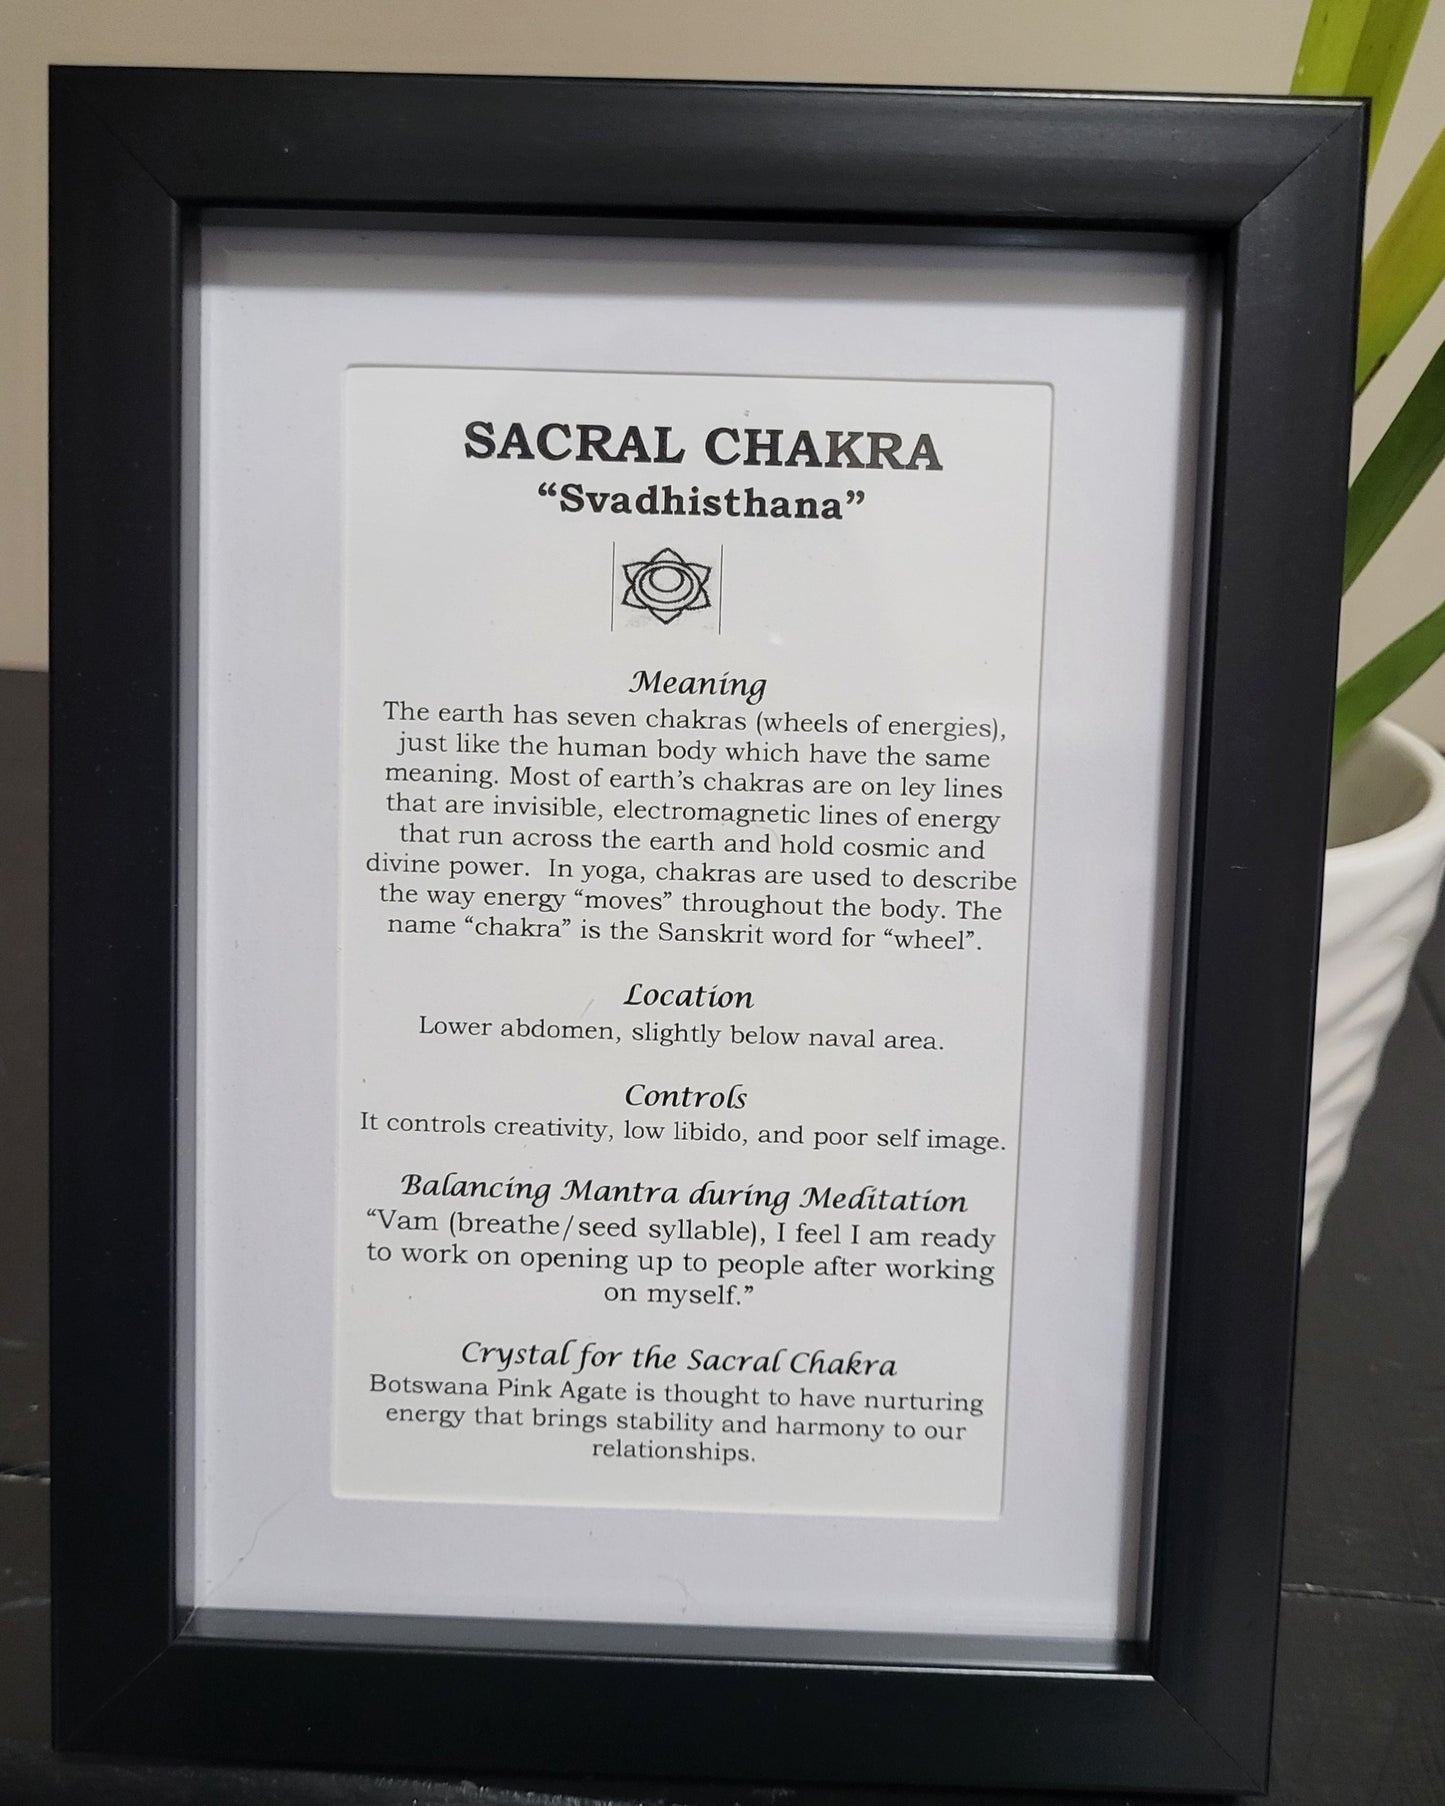 SACRAL CHAKRA
“Svadhisthana”
Meaning
The earth has seven chakras (wheels of energies),
just like the human body which have the same
meaning. Most of earth’s chakras are on ley lines
that are invisible, electromagnetic lines of energy
that run across the earth and hold cosmic and
divine power. In yoga, chakras are used to describe
the way energy “moves” throughout the body. The
name “chakra” is the Sanskrit word for “wheel”.
Location
Lower abdomen, slightly below naval area.
Controls
It controls creativity, low libido, and poor self image.
Balancing Mantra during Meditation
“Vam (breathe/seed syllable), I feel I am ready
to work on opening up to people after working
on myself.”
Crystal for the Sacral Chakra
Botswana Pink Agate is thought to have nurturing
energy that brings stability and harmony to our
relationships.